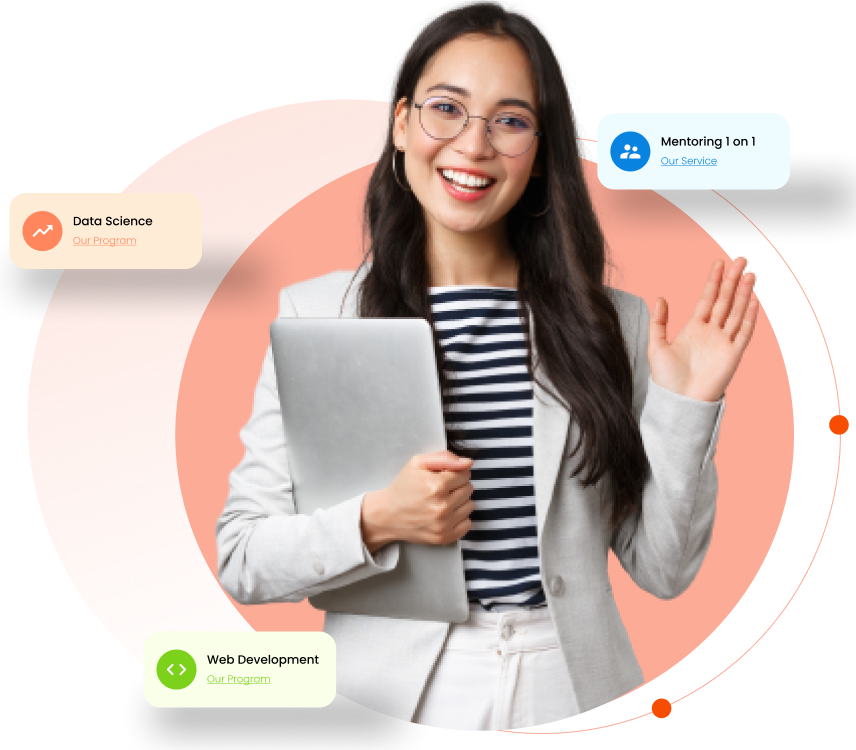 Mentoring 1 on 1
Our Service
Data Science
Our Program
Web Development
Our Program